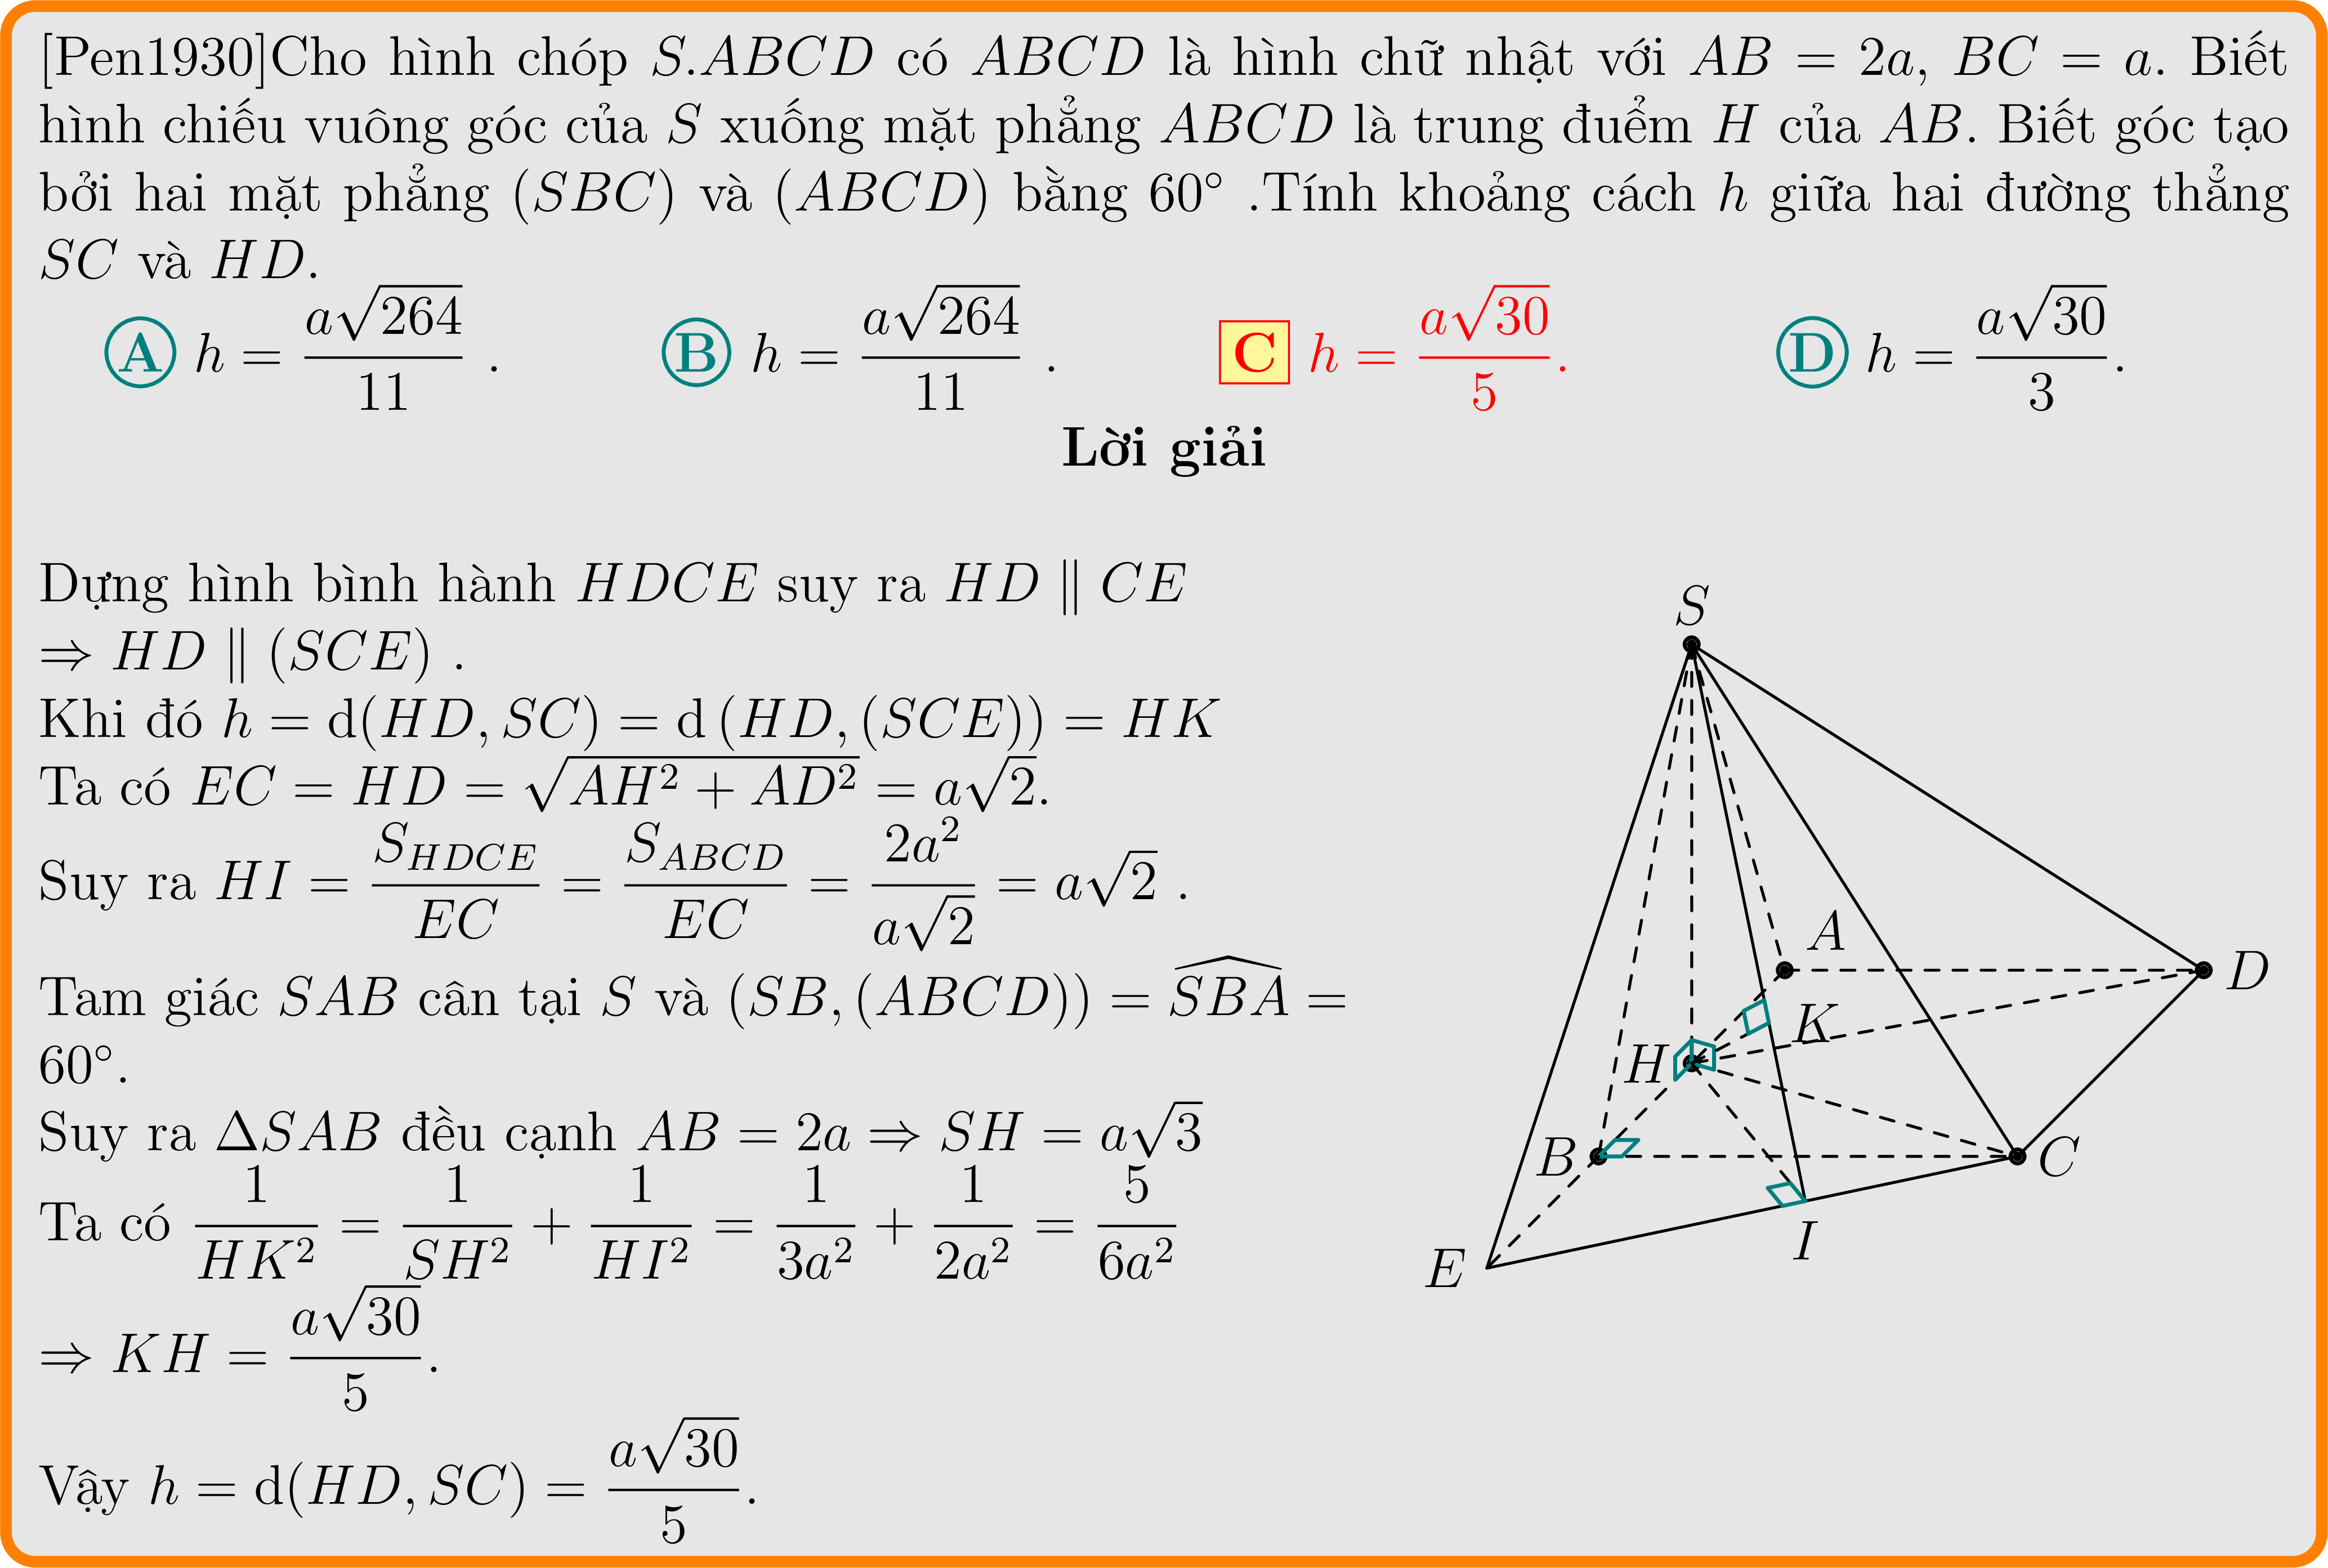 [Pen1930]Cho hình chóp S.ABCD có ABCD là hình chữ nhật với AB = 2a, BC = a. Biết
hình chiếu vuông góc của S xuống mặt phẳng ABCD là trung đuểm H của AB. Biết góc tạo
bởi hai mặt phẳng (SBC) và (ABCD) bằng 60° .Tính khoảng cách h giữa hai đường thẳng
SC và HD.
A h = \frac{a\sqrt{264}}{11} . B h = \frac{a\sqrt{264}}{11} . C h = \frac{a\sqrt{30}}{5}. D h = \frac{a\sqrt{30}}{3}.
Lời giải
Dựng hình bình hành HDCE suy ra HD ∥ CE
⇒ HD ∥ (SCE) .
Khi đó h = d(HD, SC) = d (HD, (SCE)) = HK
Ta có EC = HD = \sqrt{AH^2 + AD^2} = a\sqrt{2}.
Suy ra HI = \frac{S_{HDCE}}{EC} = \frac{S_{ABCD}}{EC} = \frac{2a^2}{a\sqrt{2}} = a\sqrt{2} .
Tam giác SAB cân tại S và (SB, (ABCD)) = \widehat{SBA} =
60°.
Suy ra ΔSAB đều cạnh AB = 2a ⇒ SH = a\sqrt{3}
Ta có \frac{1}{HK^2} = \frac{1}{SH^2} + \frac{1}{HI^2} = \frac{1}{3a^2} + \frac{1}{2a^2} = \frac{5}{6a^2}
⇒ KH = \frac{a\sqrt{30}}{5}.
Vậy h = d(HD, SC) = \frac{a\sqrt{30}}{5}.
S
A
D
K
H
B
C
I
E